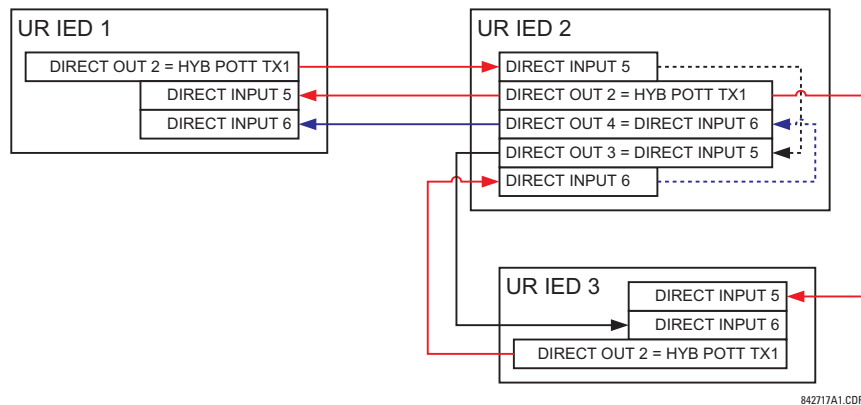 UR IED 1
DIRECT OUT 2 = HYB POTT TX1
DIRECT INPUT 5
DIRECT INPUT 6
UR IED 2
DIRECT INPUT 5
DIRECT OUT 2 = HYB POTT TX1
DIRECT OUT 4 = DIRECT INPUT 6
DIRECT OUT 3 = DIRECT INPUT 5
DIRECT INPUT 6
UR IED 3
DIRECT INPUT 5
DIRECT INPUT 6
DIRECT OUT 2 = HYB POTT TX1
842717A1.CDR